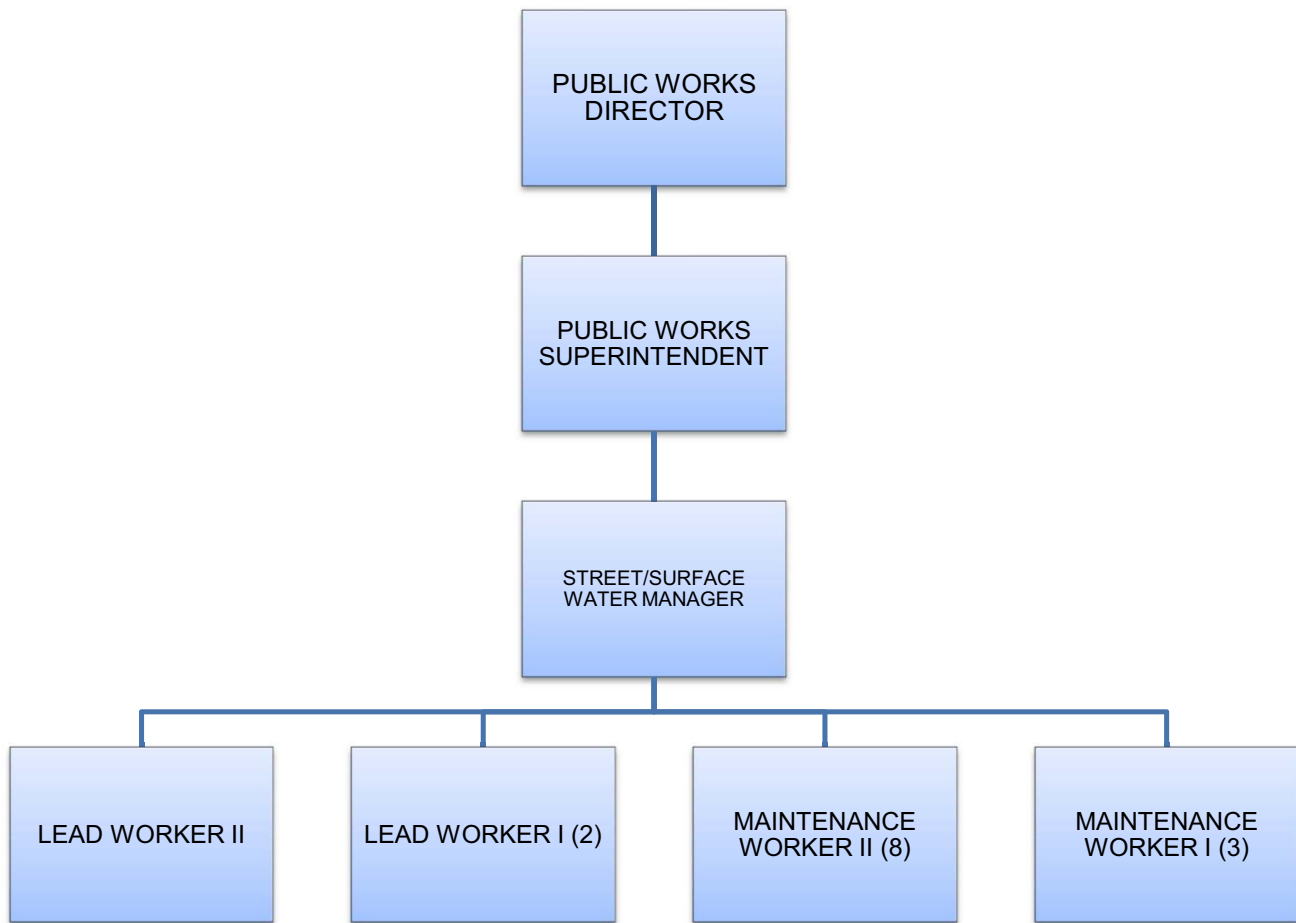 PUBLIC WORKS
DIRECTOR
PUBLIC WORKS
SUPERINTENDENT
STREET/SURFACE
WATER MANAGER
LEAD WORKER II
LEAD WORKER I (2)
MAINTENANCE
WORKER II (8)
MAINTENANCE
WORKER I (3)